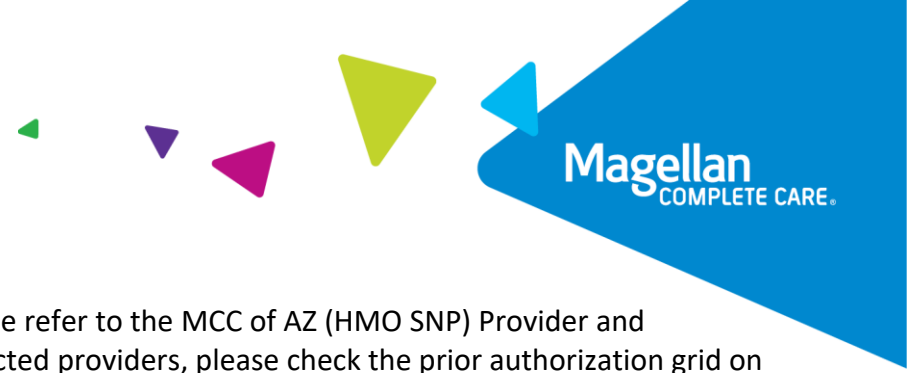 Magellan
COMPLETE CARE®
e refer to the MCC of AZ (HMO SNP) Provider and
cted providers, please check the prior authorization grid on